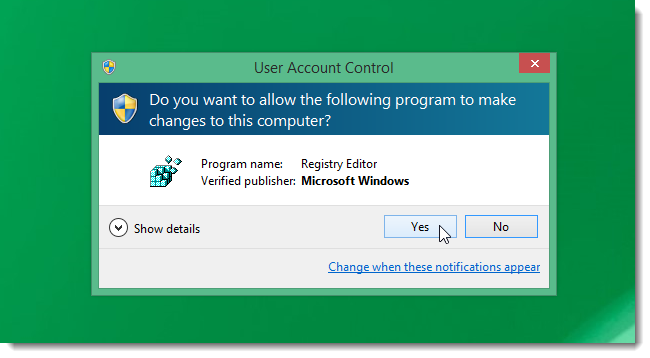 User Account Control
Do you want to allow the following program to make
changes to this computer?
Program name: Registry Editor
Verified publisher: Microsoft Windows
Show details
Yes
No
Change when these notifications appear